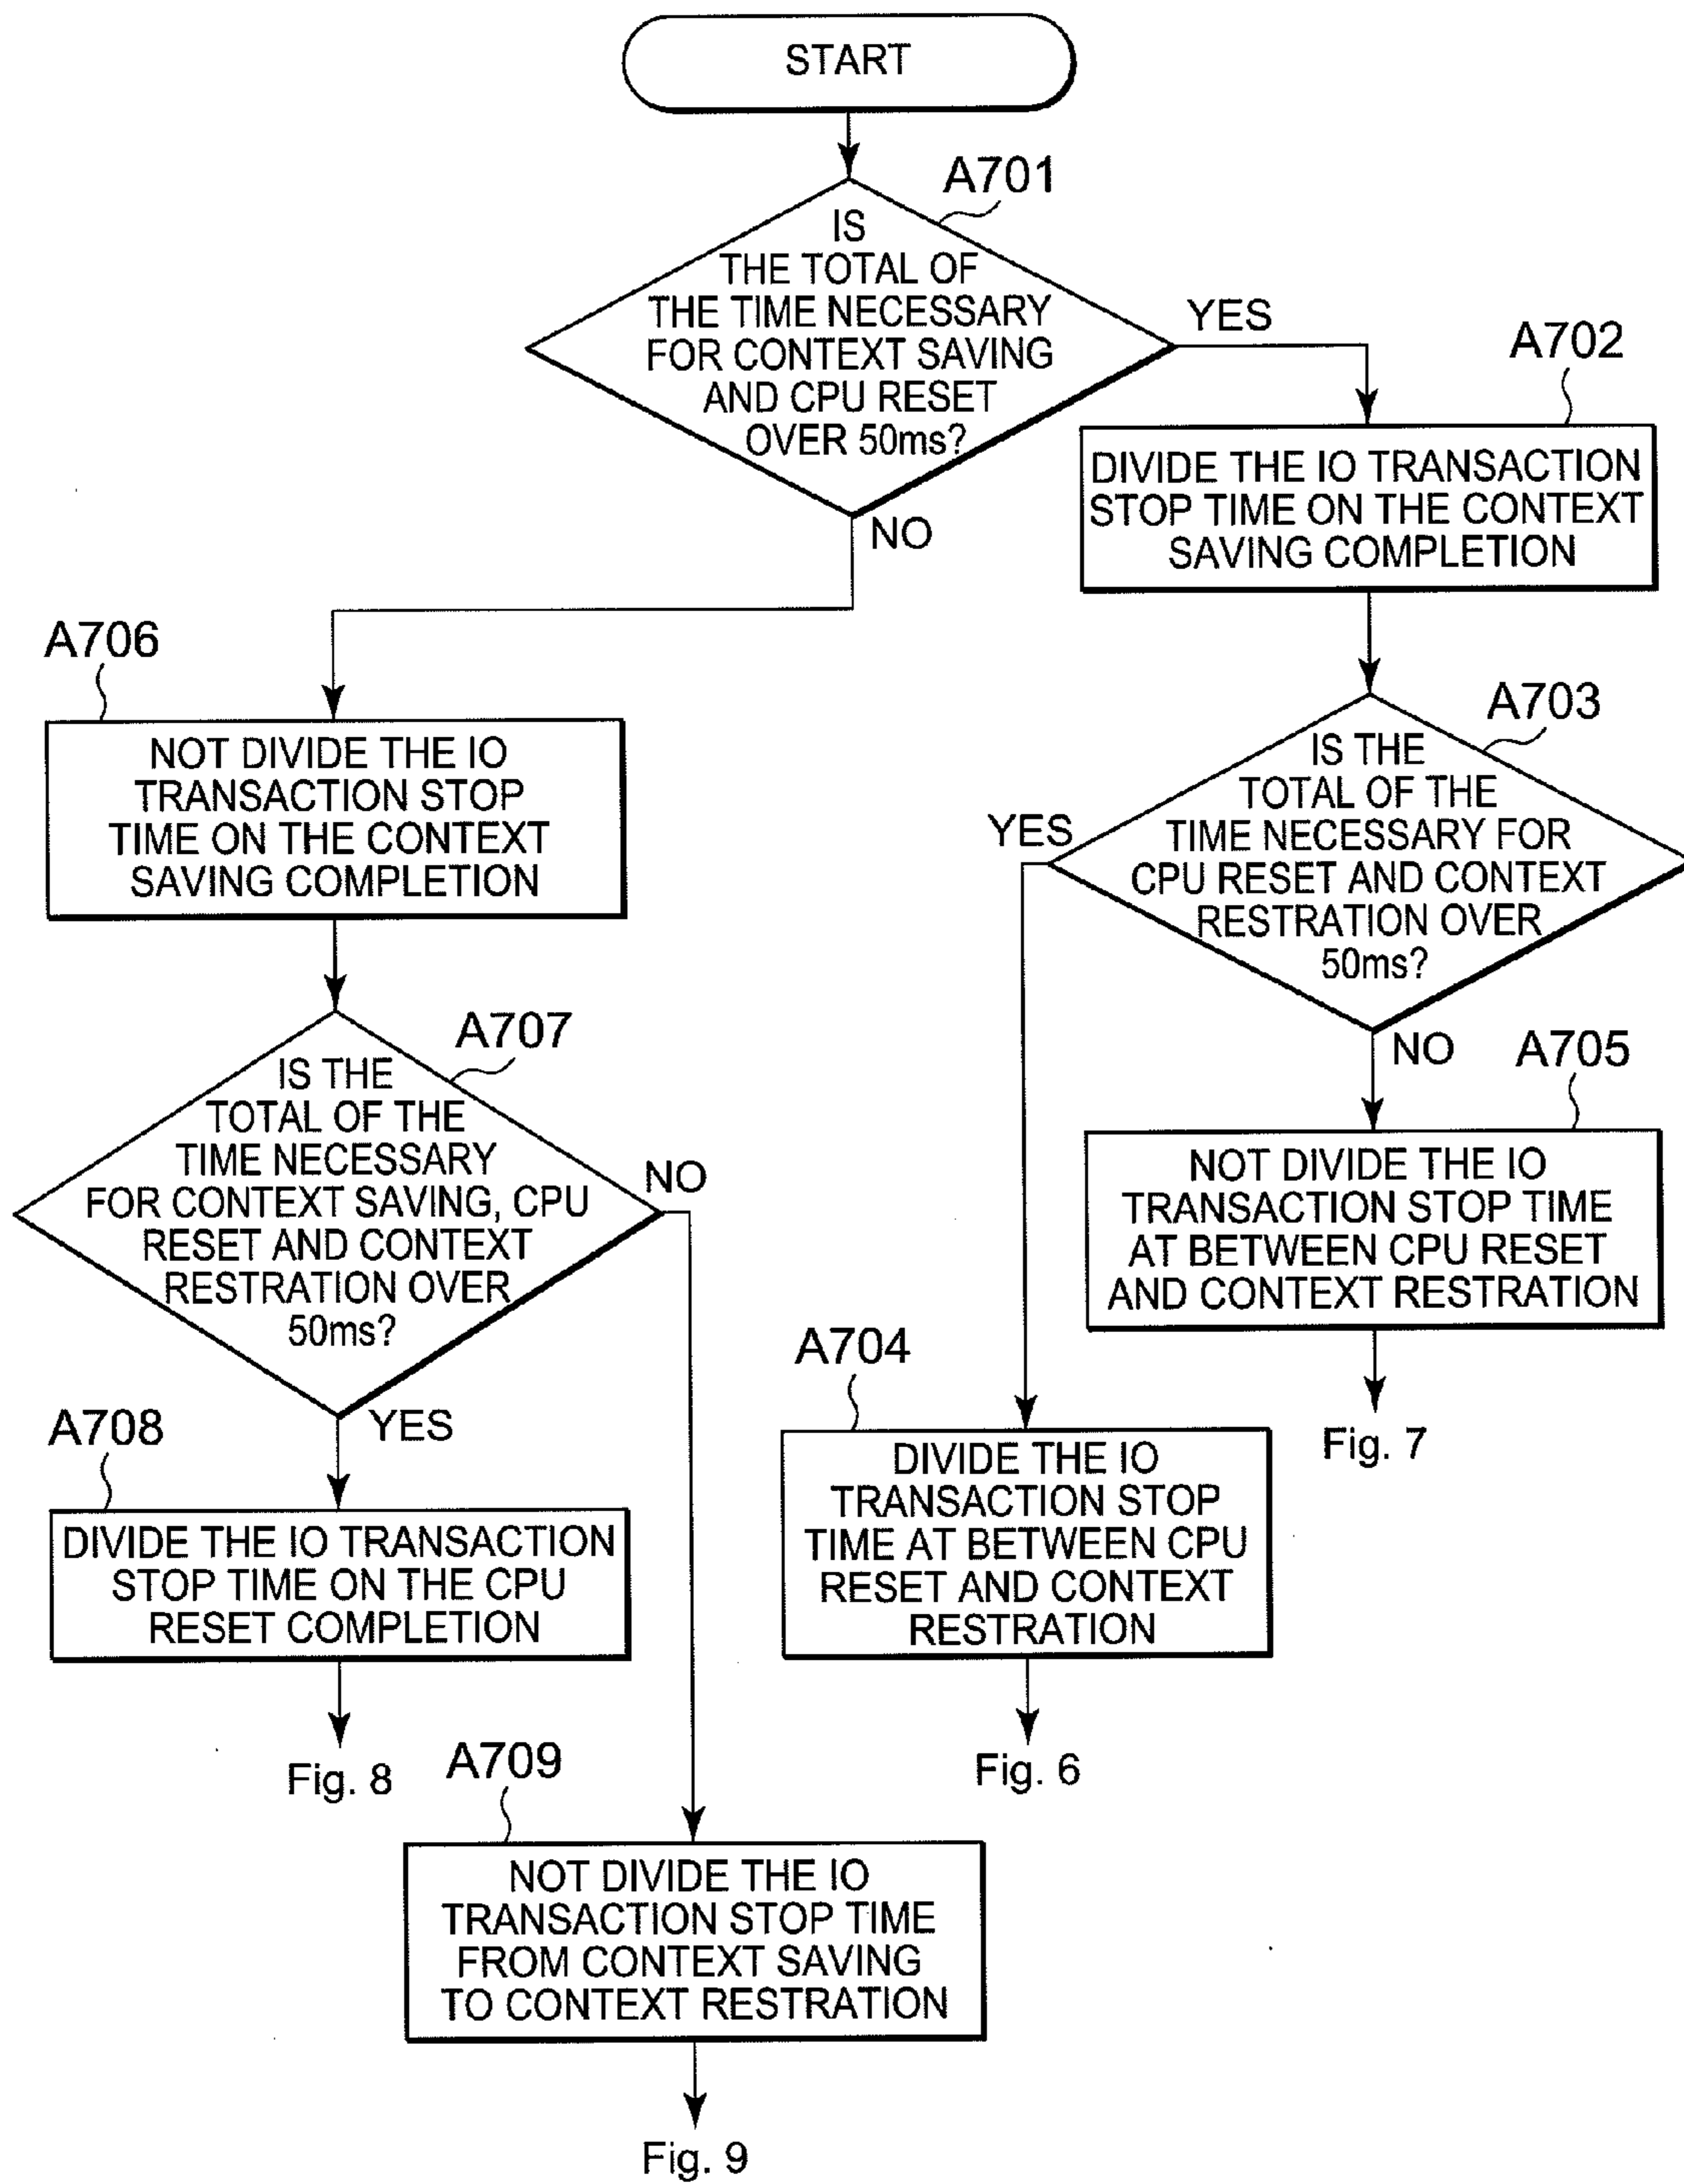 START
A701
IS
THE TOTAL OF
THE TIME NECESSARY
FOR CONTEXT SAVING
AND CPU RESET
OVER 50ms?
YES
NO
A702
DIVIDE THE IO TRANSACTION
STOP TIME ON THE CONTEXT
SAVING COMPLETION
A706
NOT DIVIDE THE IO
TRANSACTION STOP
TIME ON THE CONTEXT
SAVING COMPLETION
A703
IS THE
TOTAL OF THE
TIME NECESSARY FOR
CPU RESET AND CONTEXT
RESTRATION OVER
50ms?
YES
NO
A707
IS THE
TOTAL OF THE
TIME NECESSARY
FOR CONTEXT SAVING, CPU
RESET AND CONTEXT
RESTRATION OVER
50ms?
NO
YES
A705
NOT DIVIDE THE IO
TRANSACTION STOP TIME
AT BETWEEN CPU RESET
AND CONTEXT RESTRATION
Fig. 7
A704
DIVIDE THE IO
TRANSACTION STOP
TIME AT BETWEEN CPU
RESET AND CONTEXT
RESTRATION
Fig. 6
A708
DIVIDE THE IO TRANSACTION
STOP TIME ON THE CPU
RESET COMPLETION
Fig. 8
A709
NOT DIVIDE THE IO
TRANSACTION STOP TIME
FROM CONTEXT SAVING
TO CONTEXT RESTRATION
Fig. 9